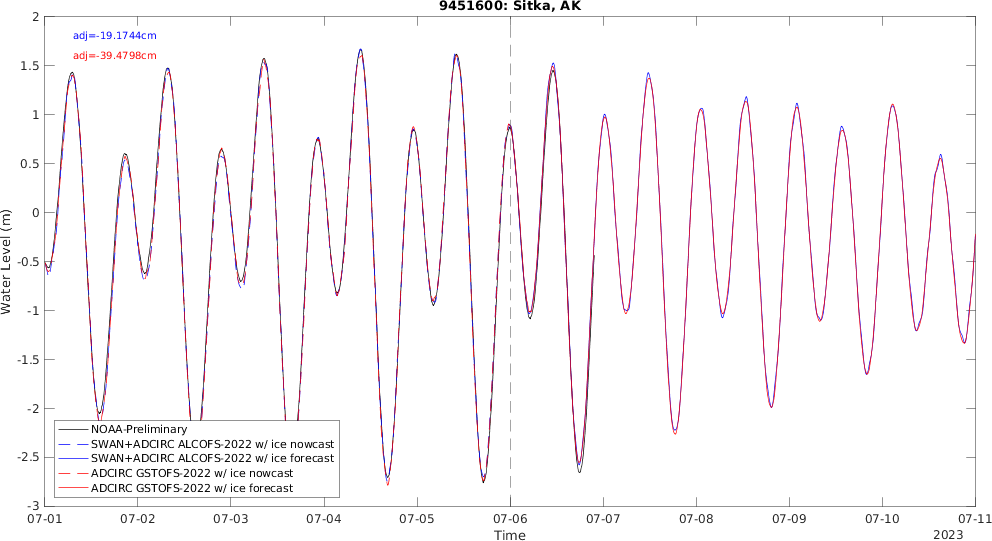 9451600: Sitka, AK
adj=-19.1744cm
adj=-39.4798cm
Water Level (m)
2
1.5
1
0.5
0
-0.5
-1
-1.5
-2
-2.5
-3
NOAA-Preliminary
SWAN+ADCIRC ALCOFS-2022 w/ ice nowcast
SWAN+ADCIRC ALCOFS-2022 w/ ice forecast
ADCIRC GSTOFS-2022 w/ ice nowcast
ADCIRC GSTOFS-2022 w/ ice forecast
07-01 07-02 07-03 07-04 07-05 07-06 07-07 07-08 07-09 07-10 07-11
Time
2023